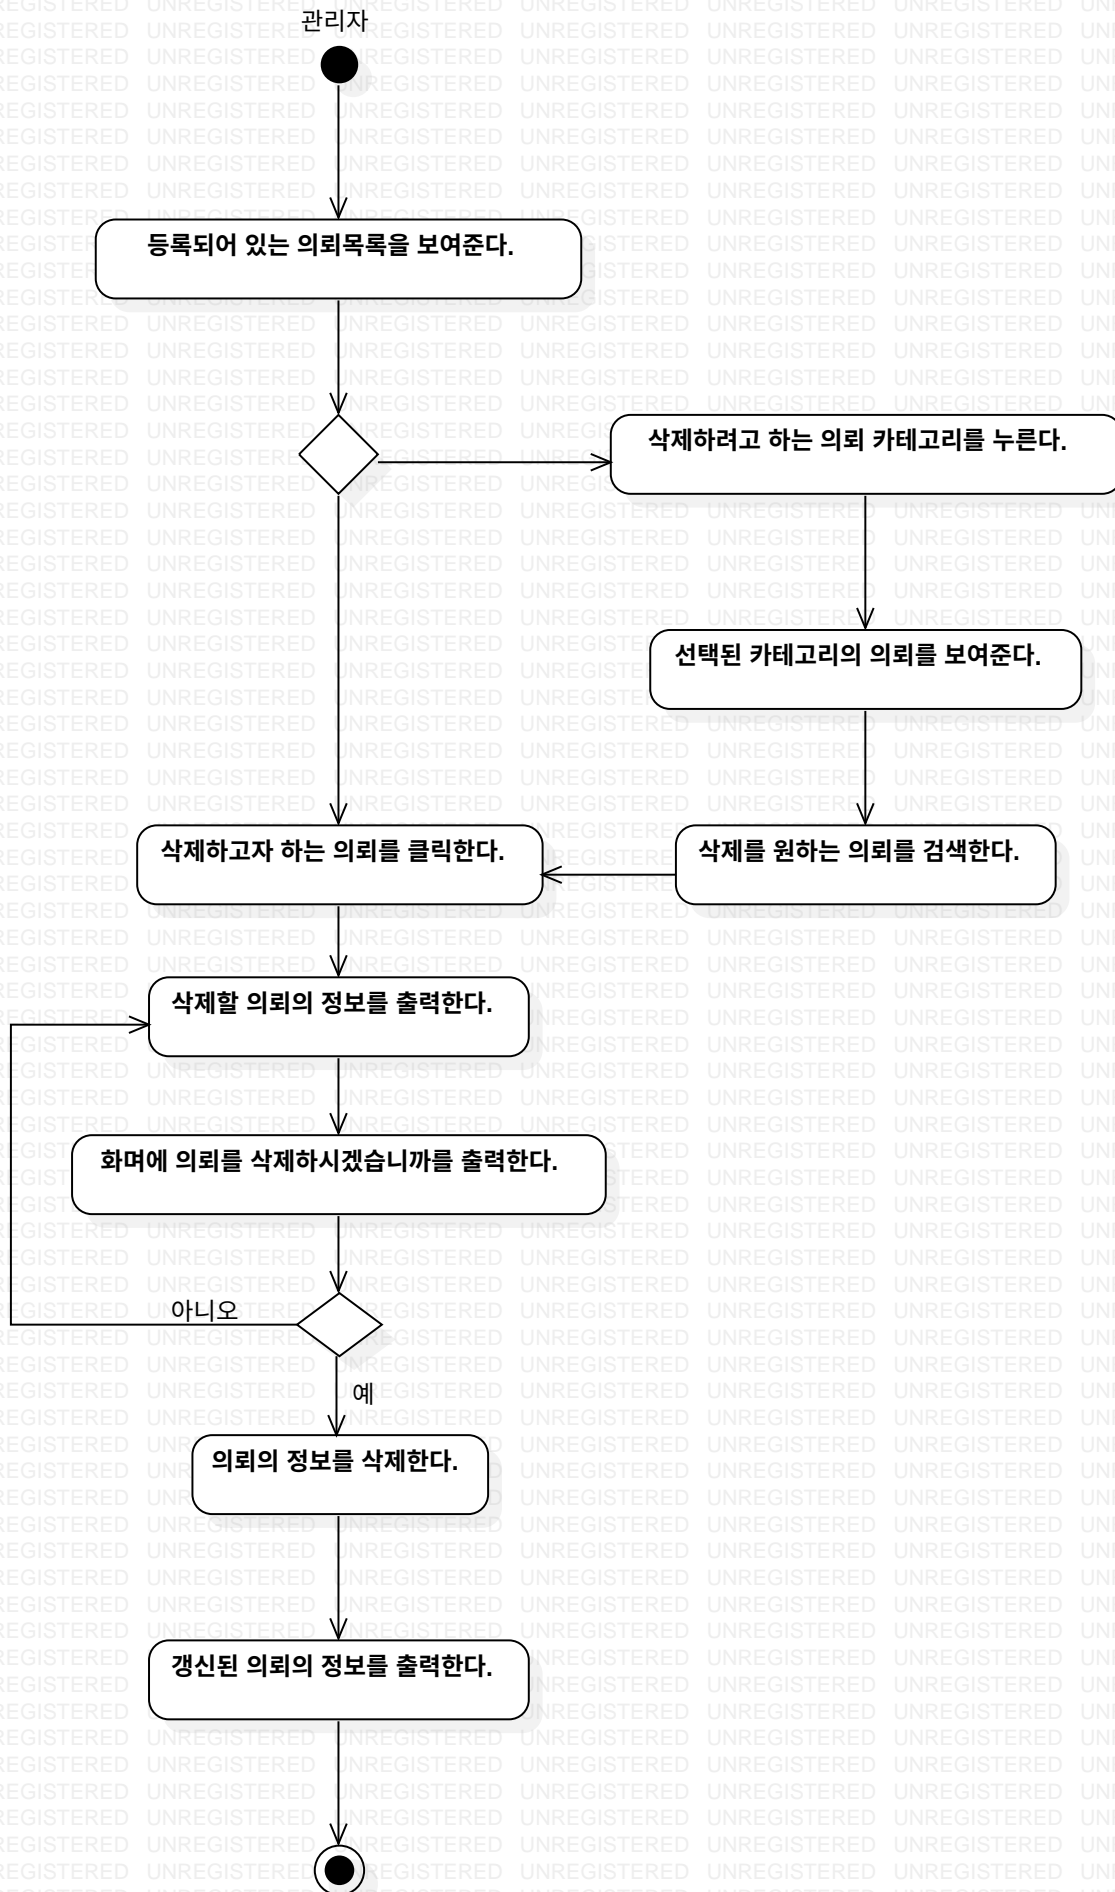 관리자
등록되어 있는 의뢰목록을 보여준다.
삭제하려고 하는 의뢰 카테고리를 누른다.
선택된 카테고리의 의뢰를 보여준다.
삭제하고자 하는 의뢰를 클릭한다.
삭제를 원하는 의뢰를 검색한다.
삭제할 의뢰의 정보를 출력한다.
화며에 의뢰를 삭제하시겠습니까를 출력한다.
아니오
예
의뢰의 정보를 삭제한다.
갱신된 의뢰의 정보를 출력한다.